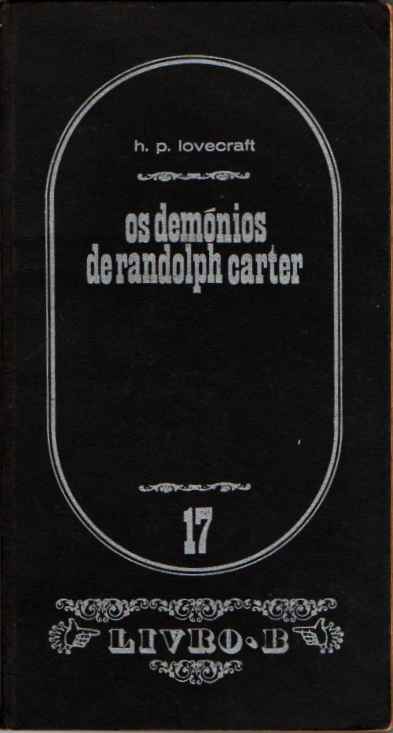 h. p. lovecraft
os demónios
de randolph carter
17
LIVRO • B